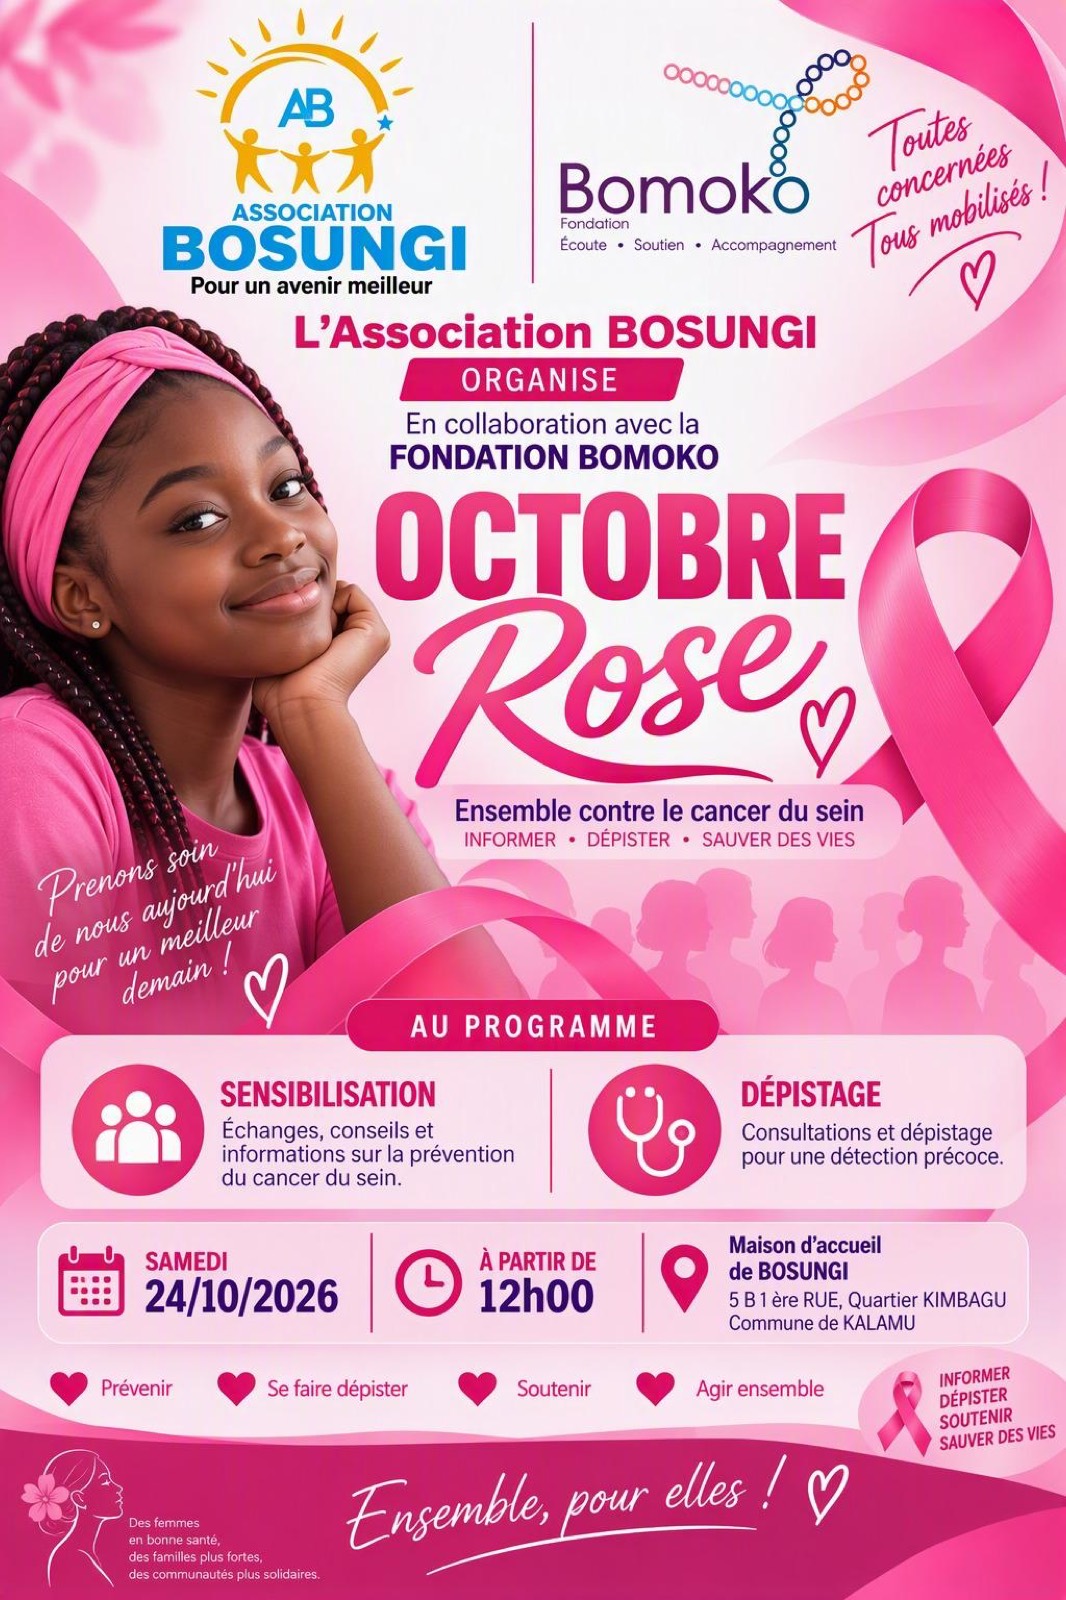 AB
ASSOCIATION
BOSUNGI
Pour un avenir meilleur
Bomoko
Fondation
Écoute • Soutien • Accompagnement
Toutes
concernées
Tous mobilisés !
L'Association BOSUNGI
ORGANISE
En collaboration avec la
FONDATION BOMOKO
OCTOBRE
Rose
Ensemble contre le cancer du sein
INFORMER • DÉPISTER • SAUVER DES VIES
Prenons soin
de nous aujourd'hui
pour un meilleur
demain !
AU PROGRAMME
SENSIBILISATION
Échanges, conseils et
informations sur la prévention
du cancer du sein.
DÉPISTAGE
Consultations et dépistage
pour une détection précoce.
SAMEDI
24/10/2026
À PARTIR DE
12h00
Maison d'accueil
de BOSUNGI
5 B 1 ère RUE, Quartier KIMBAGU
Commune de KALAMU
Prévenir
Se faire dépister
Soutenir
Agir ensemble
INFORMER
DÉPISTER
SOUTENIR
SAUVER DES VIES
Des femmes
en bonne santé,
des familles plus fortes,
des communautés plus solidaires.
Ensemble, pour elles !